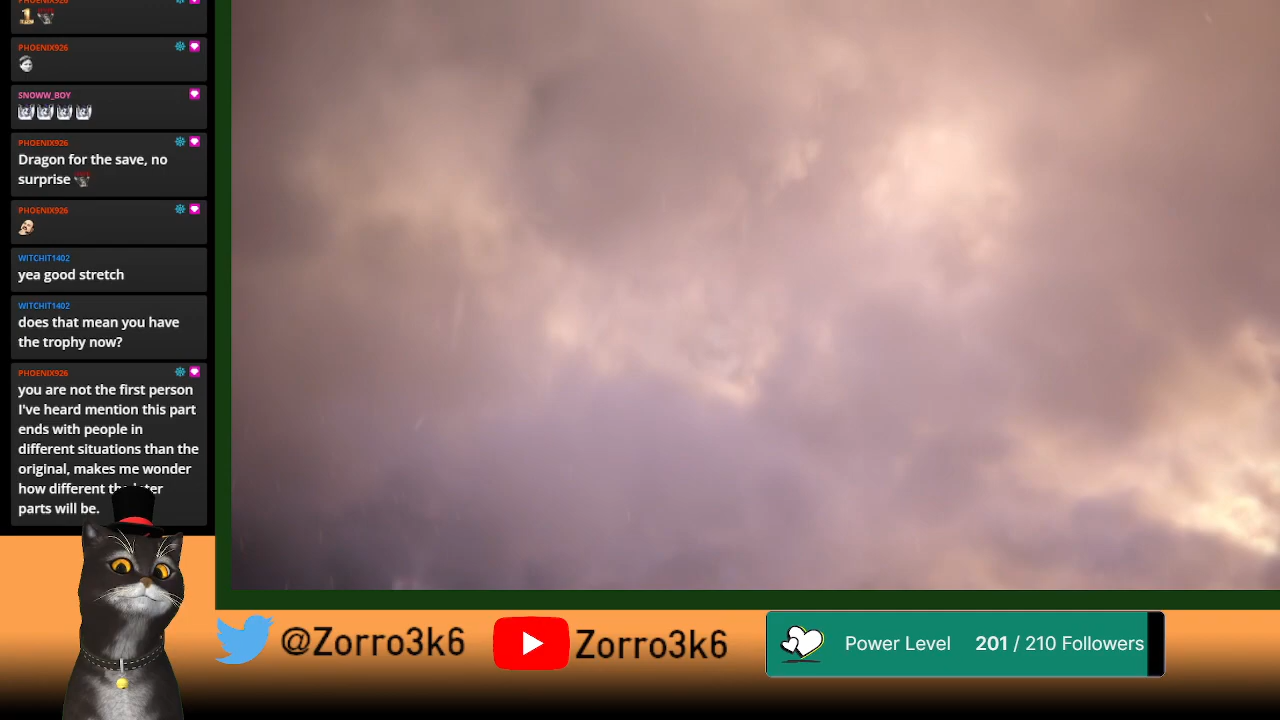 PHOENIX926
PHOENIX926
SNOWW_BOY
PHOENIX926
Dragon for the save, no
surprise
PHOENIX926
WITCHIT1402
yea good stretch
WITCHIT1402
does that mean you have
the trophy now?
PHOENIX926
you are not the first person
I've heard mention this part
ends with people in
different situations than the
original, makes me wonder
how different the later
parts will be.
@Zorro3k6
Zorro3k6
Power Level 201 / 210 Followers